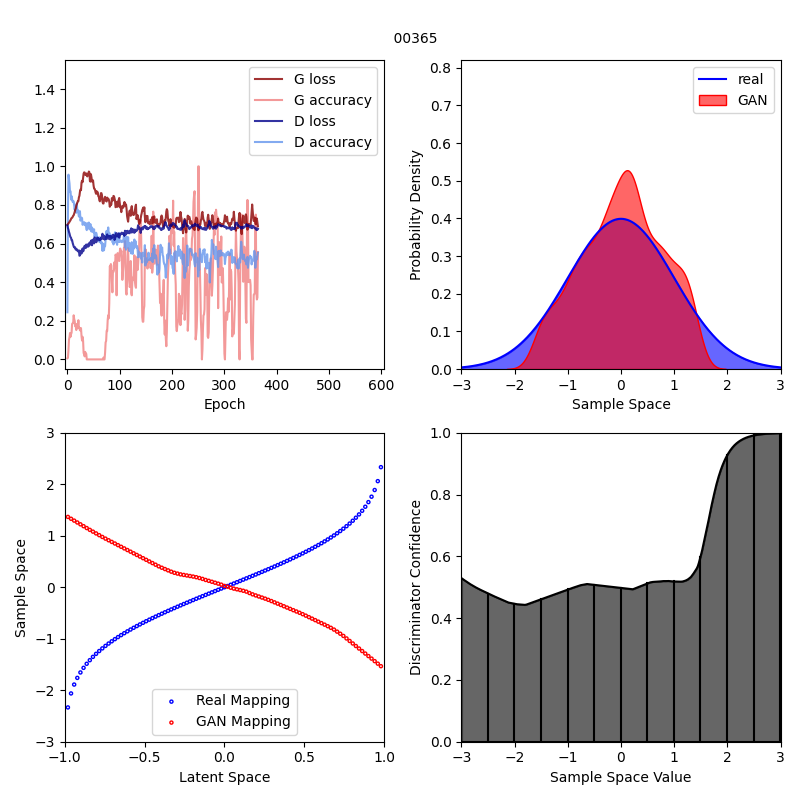 00365
G loss
G accuracy
D loss
D accuracy
1.4
1.2
1.0
0.8
0.6
0.4
0.2
0.0
0 100 200 300 400 500 600
Epoch
real
GAN
Probability Density
0.8
0.7
0.6
0.5
0.4
0.3
0.2
0.1
0.0
−3 −2 −1 0 1 2 3
Sample Space
Sample Space
3
2
1
0
−1
−2
−3
Real Mapping
GAN Mapping
−1.0 −0.5 0.0 0.5 1.0
Latent Space
Discriminator Confidence
1.0
0.8
0.6
0.4
0.2
0.0
−3 −2 −1 0 1 2 3
Sample Space Value